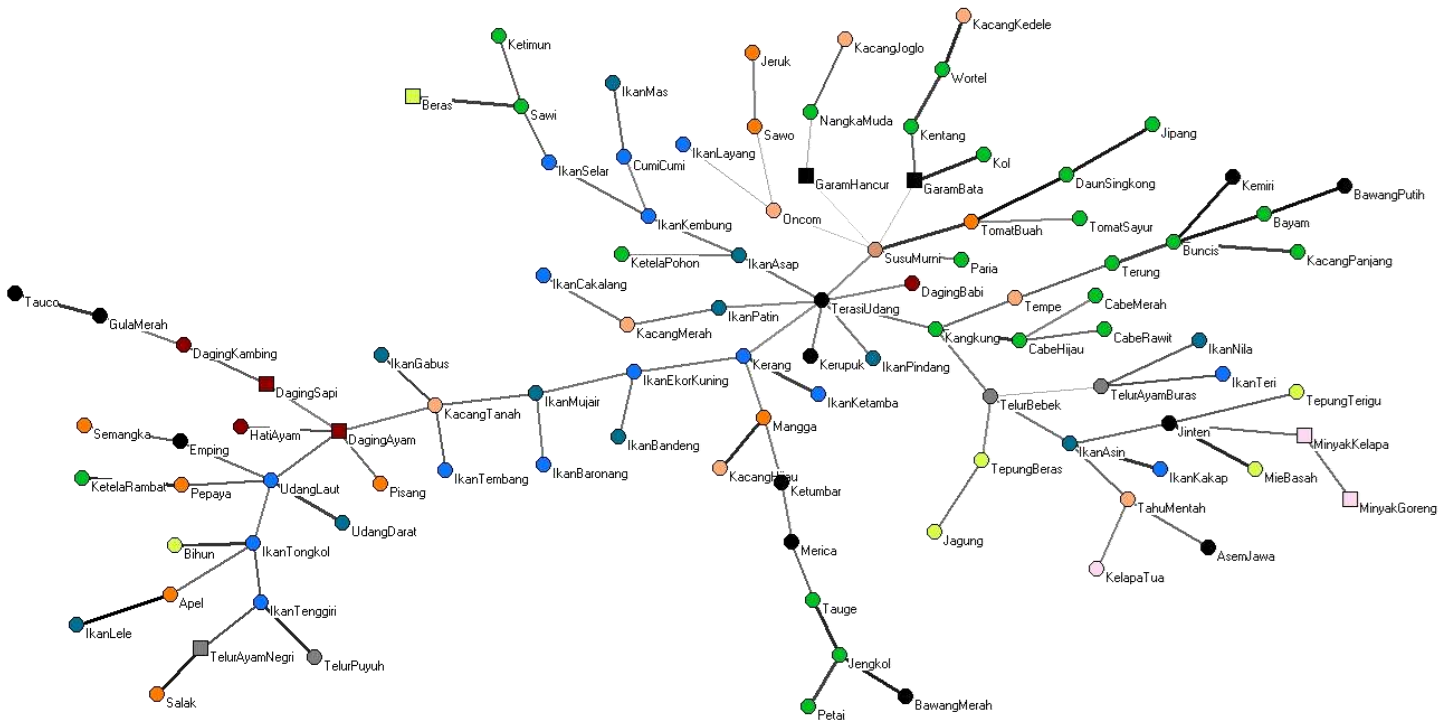 KacangKedele
Ketimun
KacangJoglo
Jeruk
Wortel
IkanMas
Beras
Sawi
NangkaMuda
Kentang
Jipang
Sawo
IkanLayang
CumiCumi
Kol
IkanSelar
GaramHancur
GaramBata
DaunSingkong
Kemiri
BawangPutih
Oncom
IkanKembung
TomatBuah
TomatSayur
Bayam
Buncis
KetelaPohon
IkanAsap
SusuMurni
Paria
Terung
KacangPanjang
IkanCakalang
DagingBabi
Tauco
TerasiUdang
Tempe
CabeMerah
GulaMerah
KacangMerah
IkanPatin
Kangkung
CabeHijau
CabeRawit
DagingKambing
IkanGabus
Kerang
Kerupuk
IkanPindang
IkanNila
IkanEkorKuning
DagingSapi
IkanTeri
KacangTanah
IkanMujair
IkanKetamba
TelurBebek
TelurAyamBuras
TepungTerigu
Semangka
HatiAyam
DagingAyam
Mangga
Jinten
MinyakKelapa
Emping
IkanBandeng
IkanAsin
KetelaRambat
Pepaya
UdangLaut
Pisang
IkanTembang
IkanBaronang
KacangHijau
Ketumbar
TepungBeras
IkanKakap
MieBasah
MinyakGoreng
UdangDarat
TahuMentah
Bihun
IkanTongkol
Merica
Jagung
AsemJawa
KelapaTua
Apel
IkanTenggiri
Tauge
IkanLele
TelurAyamNegri
TelurPuyuh
Jengkol
Salak
BawangMerah
Petai